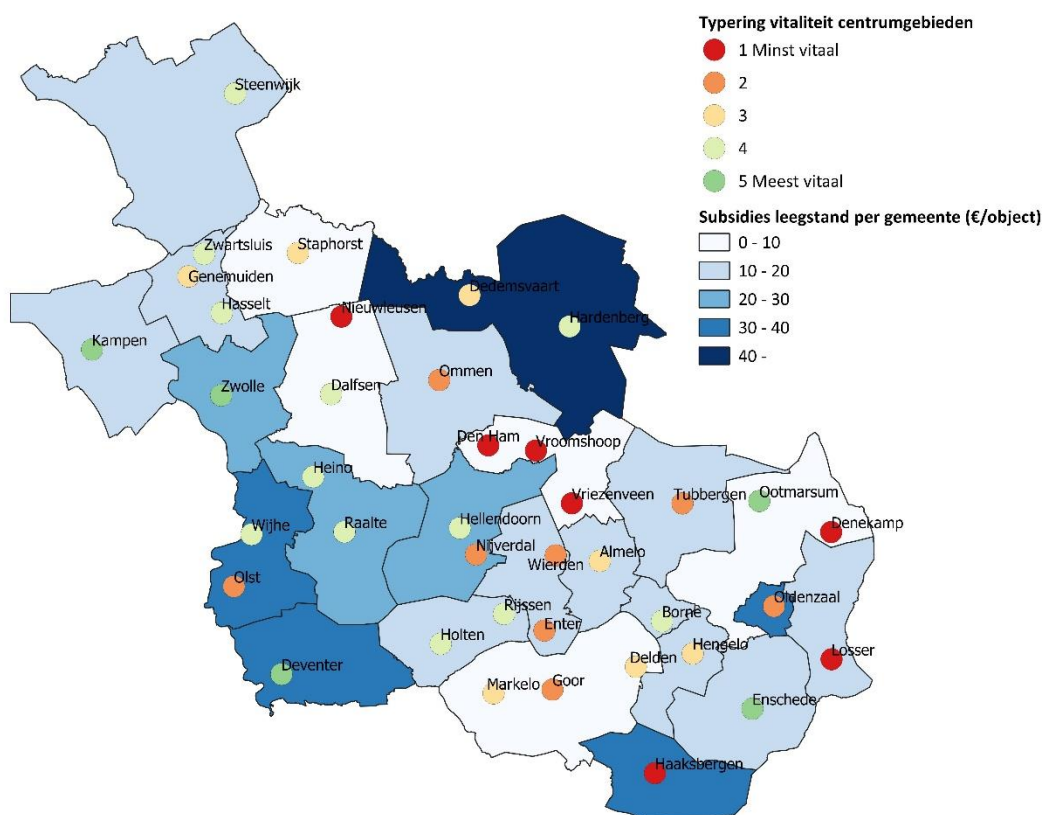 Typering vitaliteit centrumgebieden
1 Minst vitaal
2
3
4
5 Meest vitaal
Subsidies leegstand per gemeente (€/object)
0 - 10
10 - 20
20 - 30
30 - 40
40 -
Steenwijk
Zwartsluis
Staphorst
Genemuiden
Hasselt
Dedemsvaart
Nieuwleusen
Hardenberg
Kampen
Zwolle
Dalfsen
Ommen
Den Ham
Vroomshoop
Heino
Vriezenveen
Tubbergen
Ootmarsum
Wijhe
Raalte
Hellendoorn
Denekamp
Nijverdal
Wierden
Almelo
Olst
Oldenzaal
Rijssen
Borne
Holten
Enter
Hengelo
Losser
Delden
Deventer
Markelo
Goor
Enschede
Haaksbergen